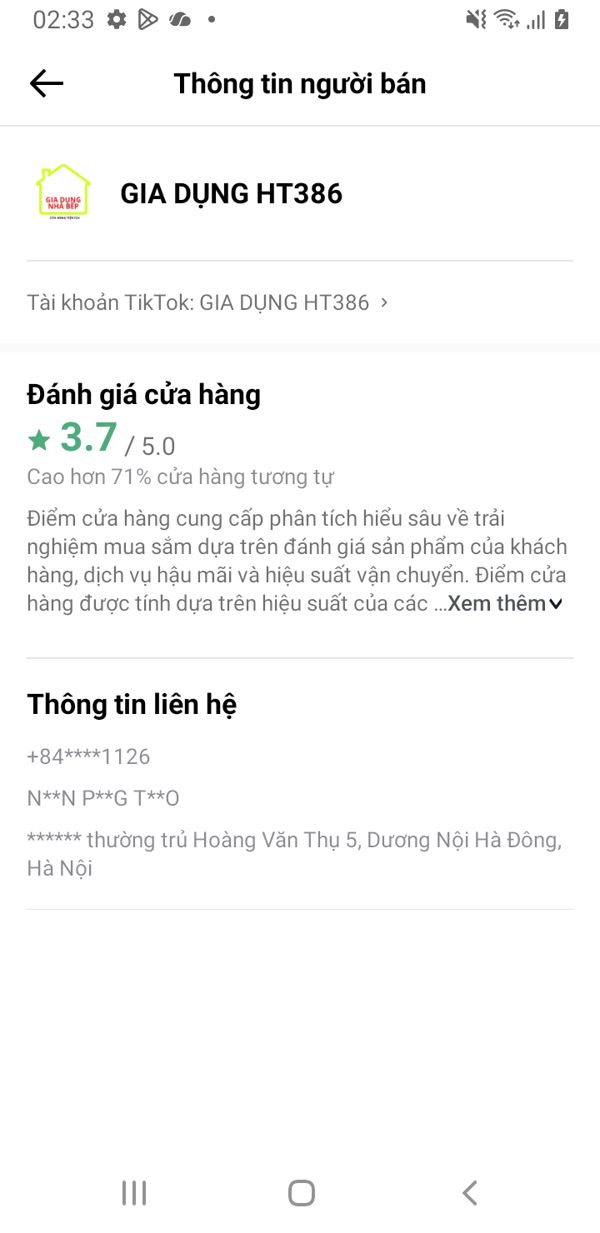 02:33
Thông tin người bán
GIA DỤNG
NHÀ BẾP
GIA DỤNG HT386
Tài khoản TikTok: GIA DỤNG HT386
Đánh giá cửa hàng
3.7 / 5.0
Cao hơn 71% cửa hàng tương tự
Điểm cửa hàng cung cấp phân tích hiểu sâu về trải
nghiệm mua sắm dựa trên đánh giá sản phẩm của khách
hàng, dịch vụ hậu mãi và hiệu suất vận chuyển. Điểm cửa
hàng được tính dựa trên hiệu suất của các ...Xem thêm
Thông tin liên hệ
+84****1126
N**N P**G T**O
****** thường trủ Hoàng Văn Thụ 5, Dương Nội Hà Đông,
Hà Nội